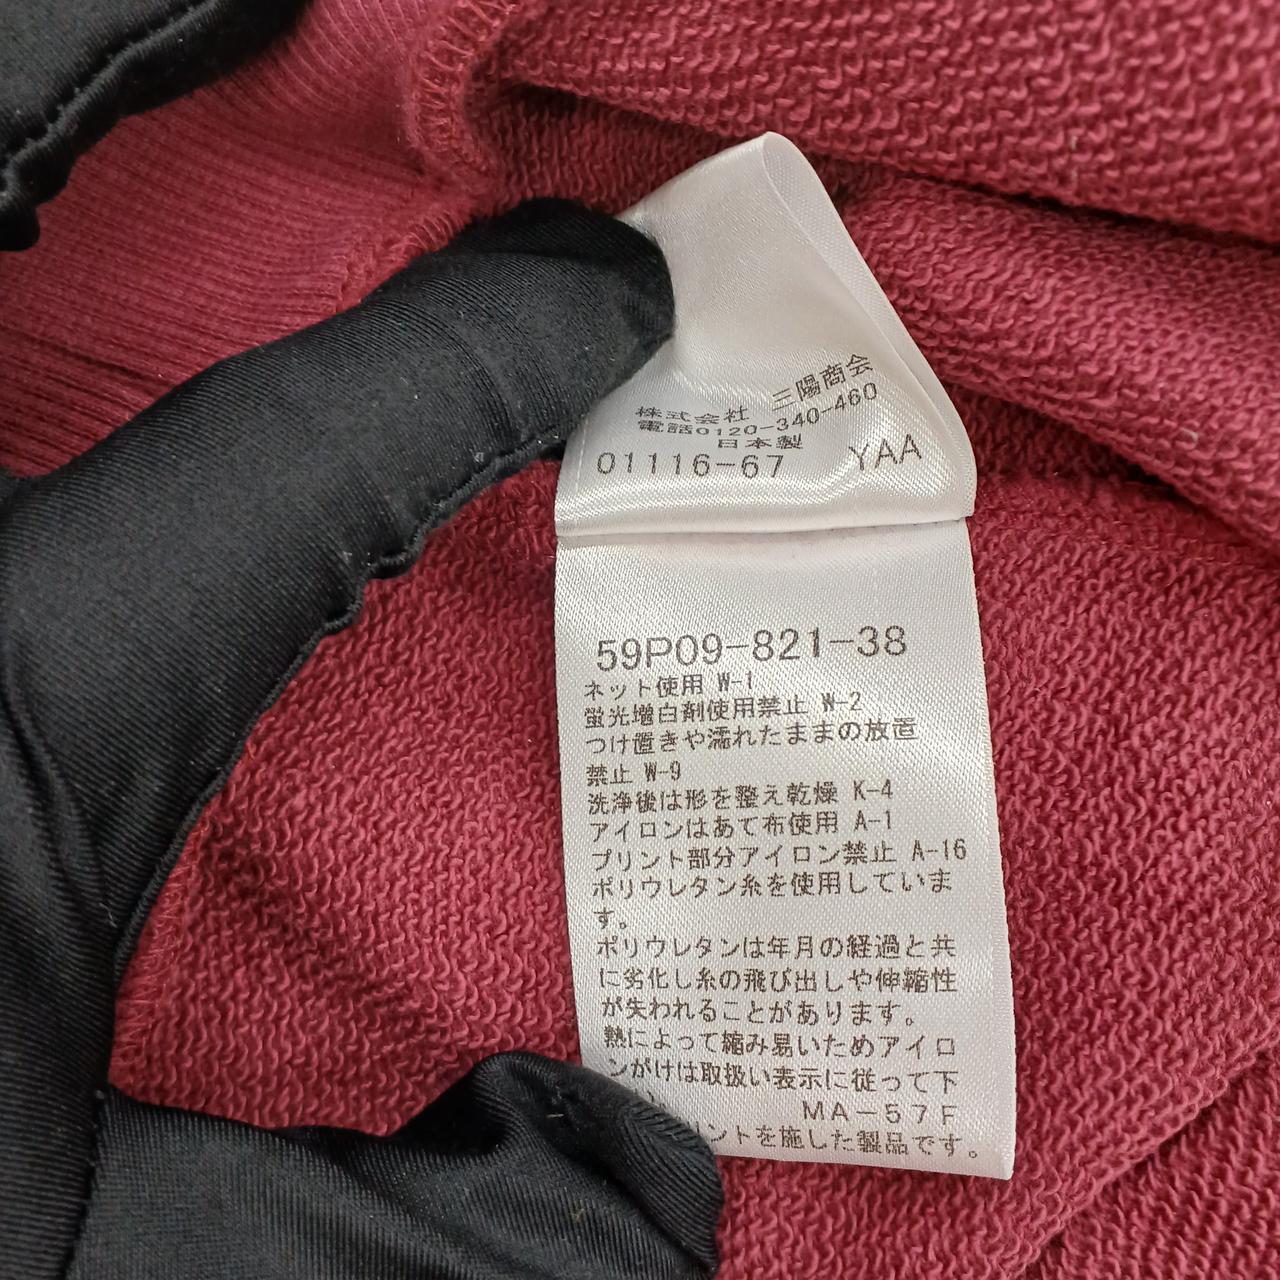 株式会社 三陽商会
電話0120-340-460
日本製
01116-67 YAA
59P09-821-38
ネット使用 W-1
蛍光増白剤使用禁止 W-2
つけ置きや濡れたままの放置
禁止 W-9
洗浄後は形を整え乾燥 K-4
アイロンはあて布使用 A-1
プリント部分アイロン禁止 A-16
ポリウレタン糸を使用していま
す。
ポリウレタンは年月の経過と共
に劣化し糸の飛び出しや伸縮性
が失われることがあります。
熱によって縮み易いためアイロ
ンがけは取扱い表示に従って下
MA-57F
ントを施した製品です。